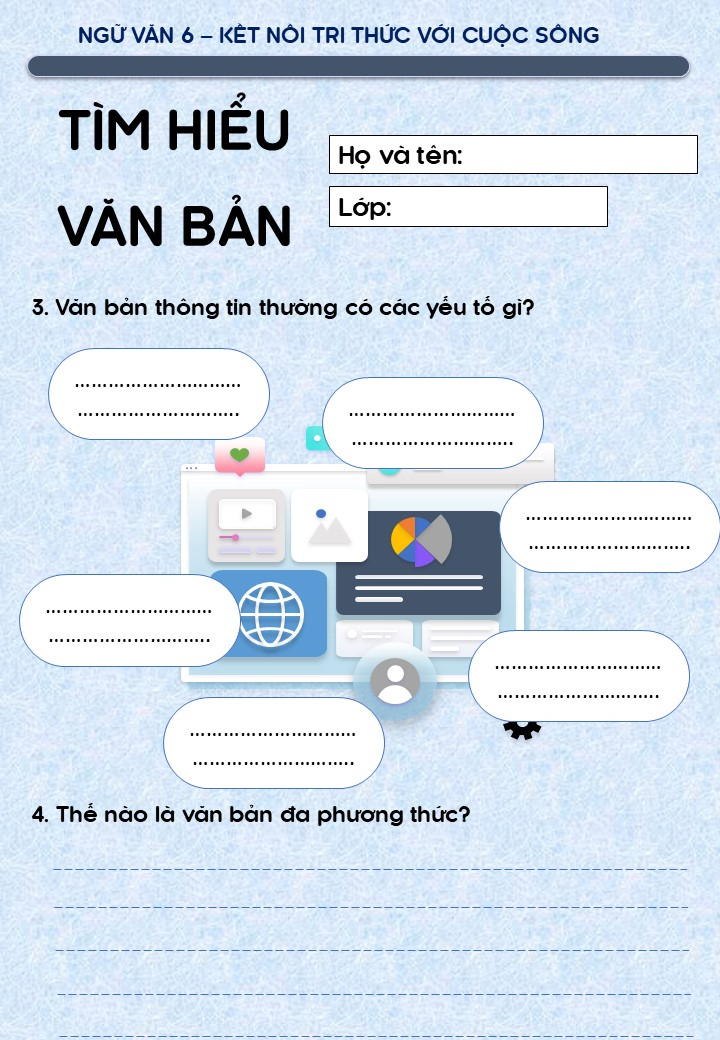 NGỮ VĂN 6 – KẾT NỐI TRI THỨC VỚI CUỘC SỐNG
TÌM HIỂU
VĂN BẢN
Họ và tên:
Lớp:
3. Văn bản thông tin thường có các yếu tố gì?
………………………………
……………………………..
………………………………
……………………………..
………………………………
……………………………..
………………………………
……………………………..
………………………………
……………………………..
………………………………
……………………………..
4. Thế nào là văn bản đa phương thức?